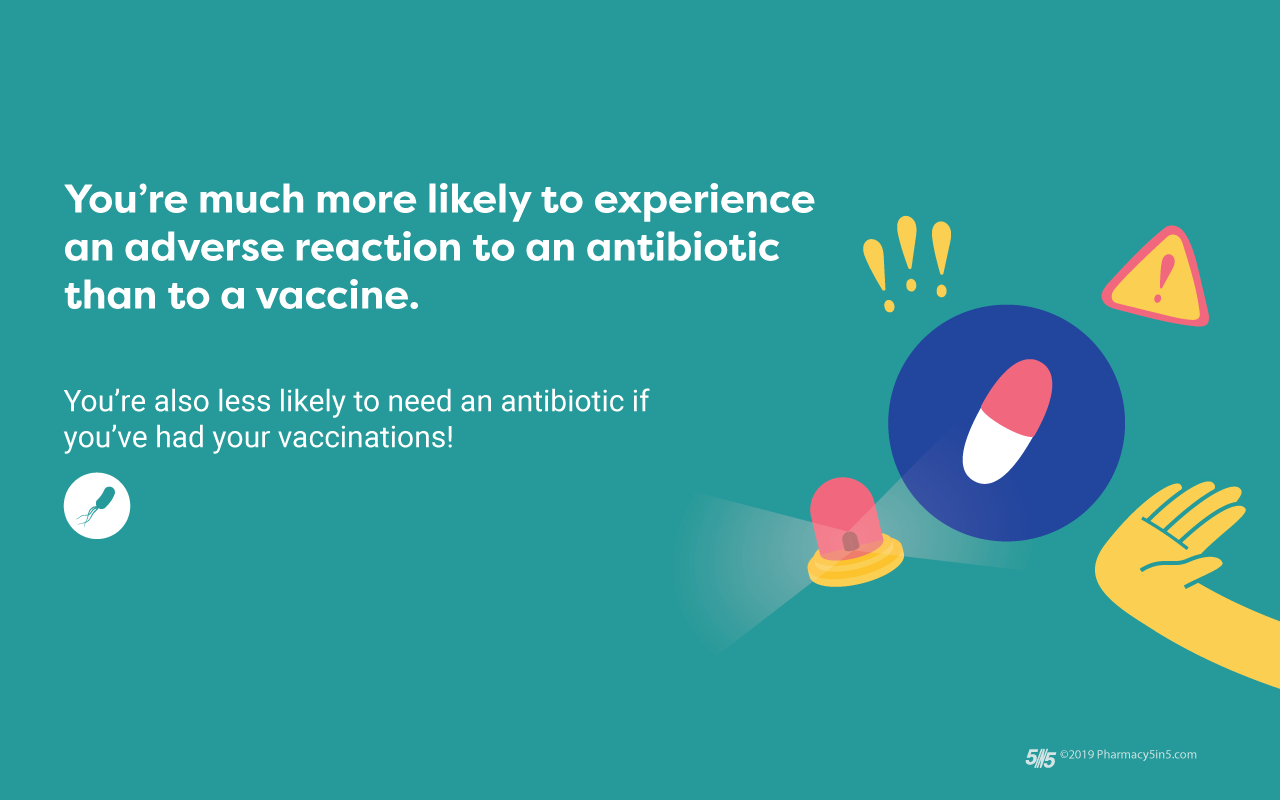 You’re much more likely to experience
an adverse reaction to an antibiotic
than to a vaccine.
You’re also less likely to need an antibiotic if
you’ve had your vaccinations!
5//5 ©2019 Pharmacy5in5.com